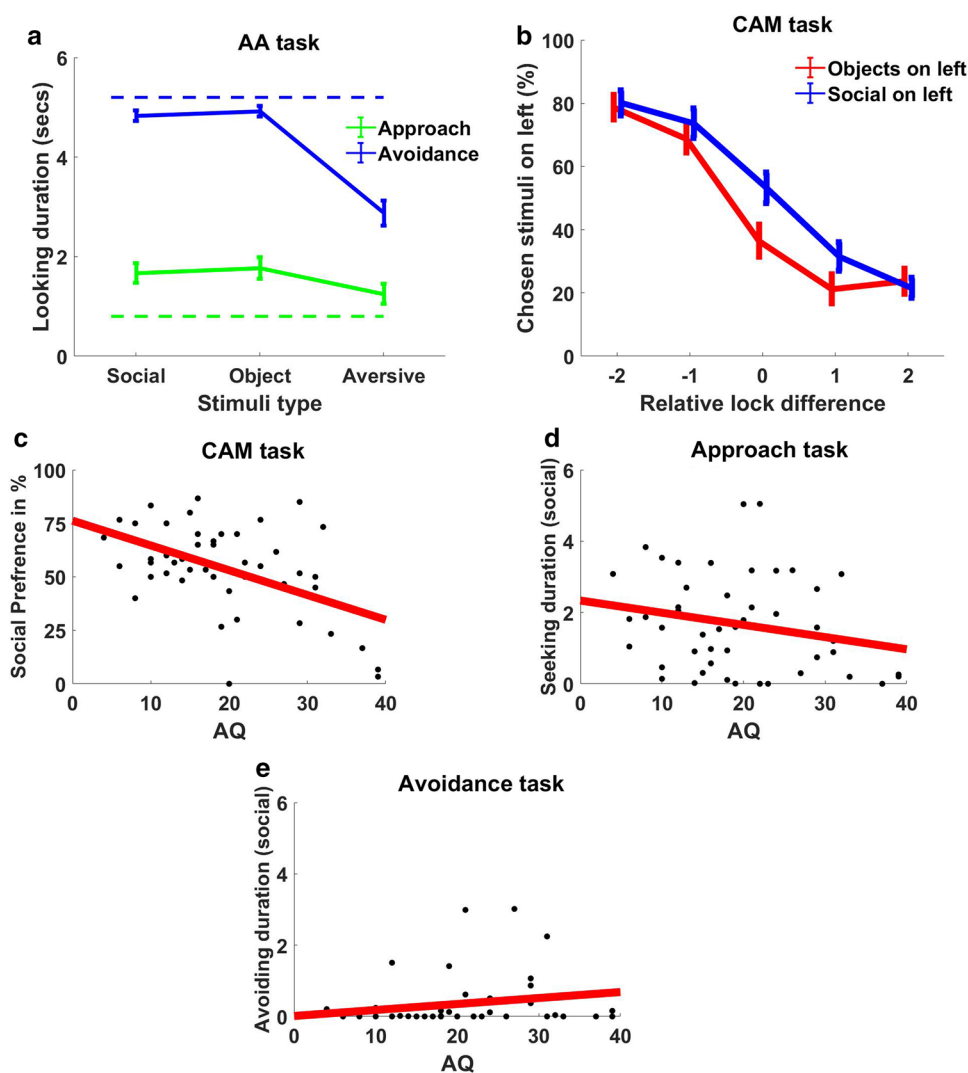 a
AA task
Looking duration (secs)
6
4
2
0
Approach
Avoidance
Social
Object
Aversive
Stimuli type
b
CAM task
Chosen stimuli on left (%)
100
80
60
40
20
0
Objects on left
Social on left
-2
-1
0
1
2
Relative lock difference
c
CAM task
Social Prefrence in %
100
75
50
25
0
0
10
20
30
40
AQ
d
Approach task
Seeking duration (social)
6
4
2
0
0
10
20
30
40
AQ
e
Avoidance task
Avoiding duration (social)
6
4
2
0
0
10
20
30
40
AQ